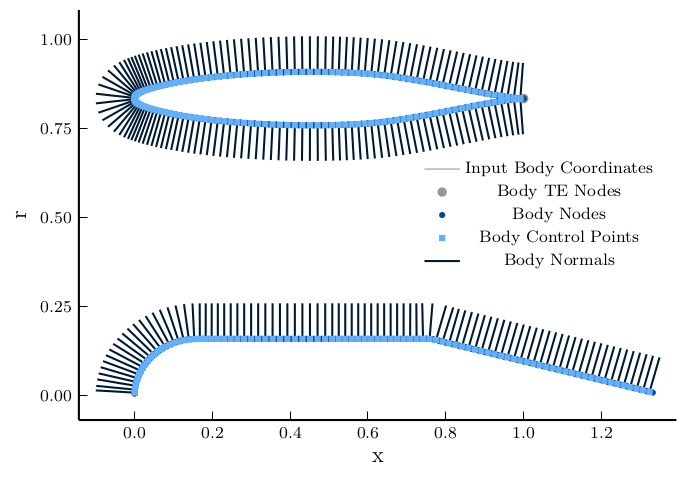 1.00
0.75
0.50
0.25
0.00
r
Input Body Coordinates
Body TE Nodes
Body Nodes
Body Control Points
Body Normals
0.0 0.2 0.4 0.6 0.8 1.0 1.2
x